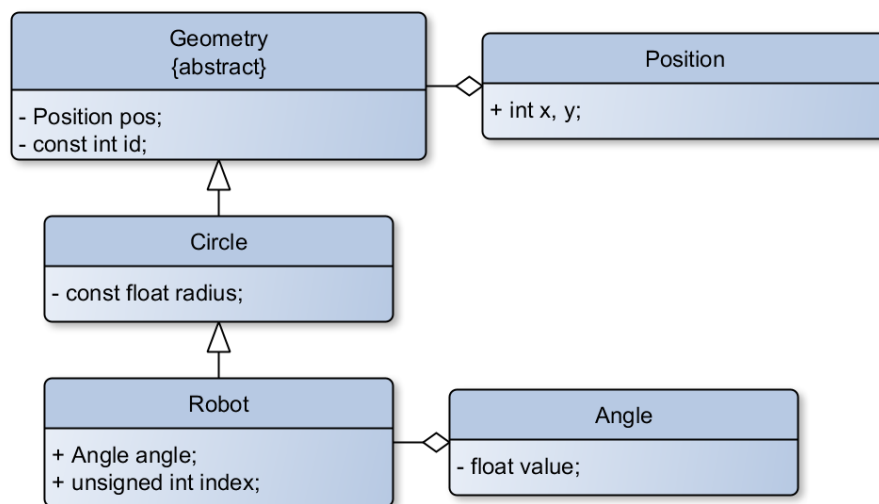 Geometry
{abstract}
- Position pos;
- const int id;
Position
+ int x, y;
Circle
- const float radius;
Robot
+ Angle angle;
+ unsigned int index;
Angle
- float value;